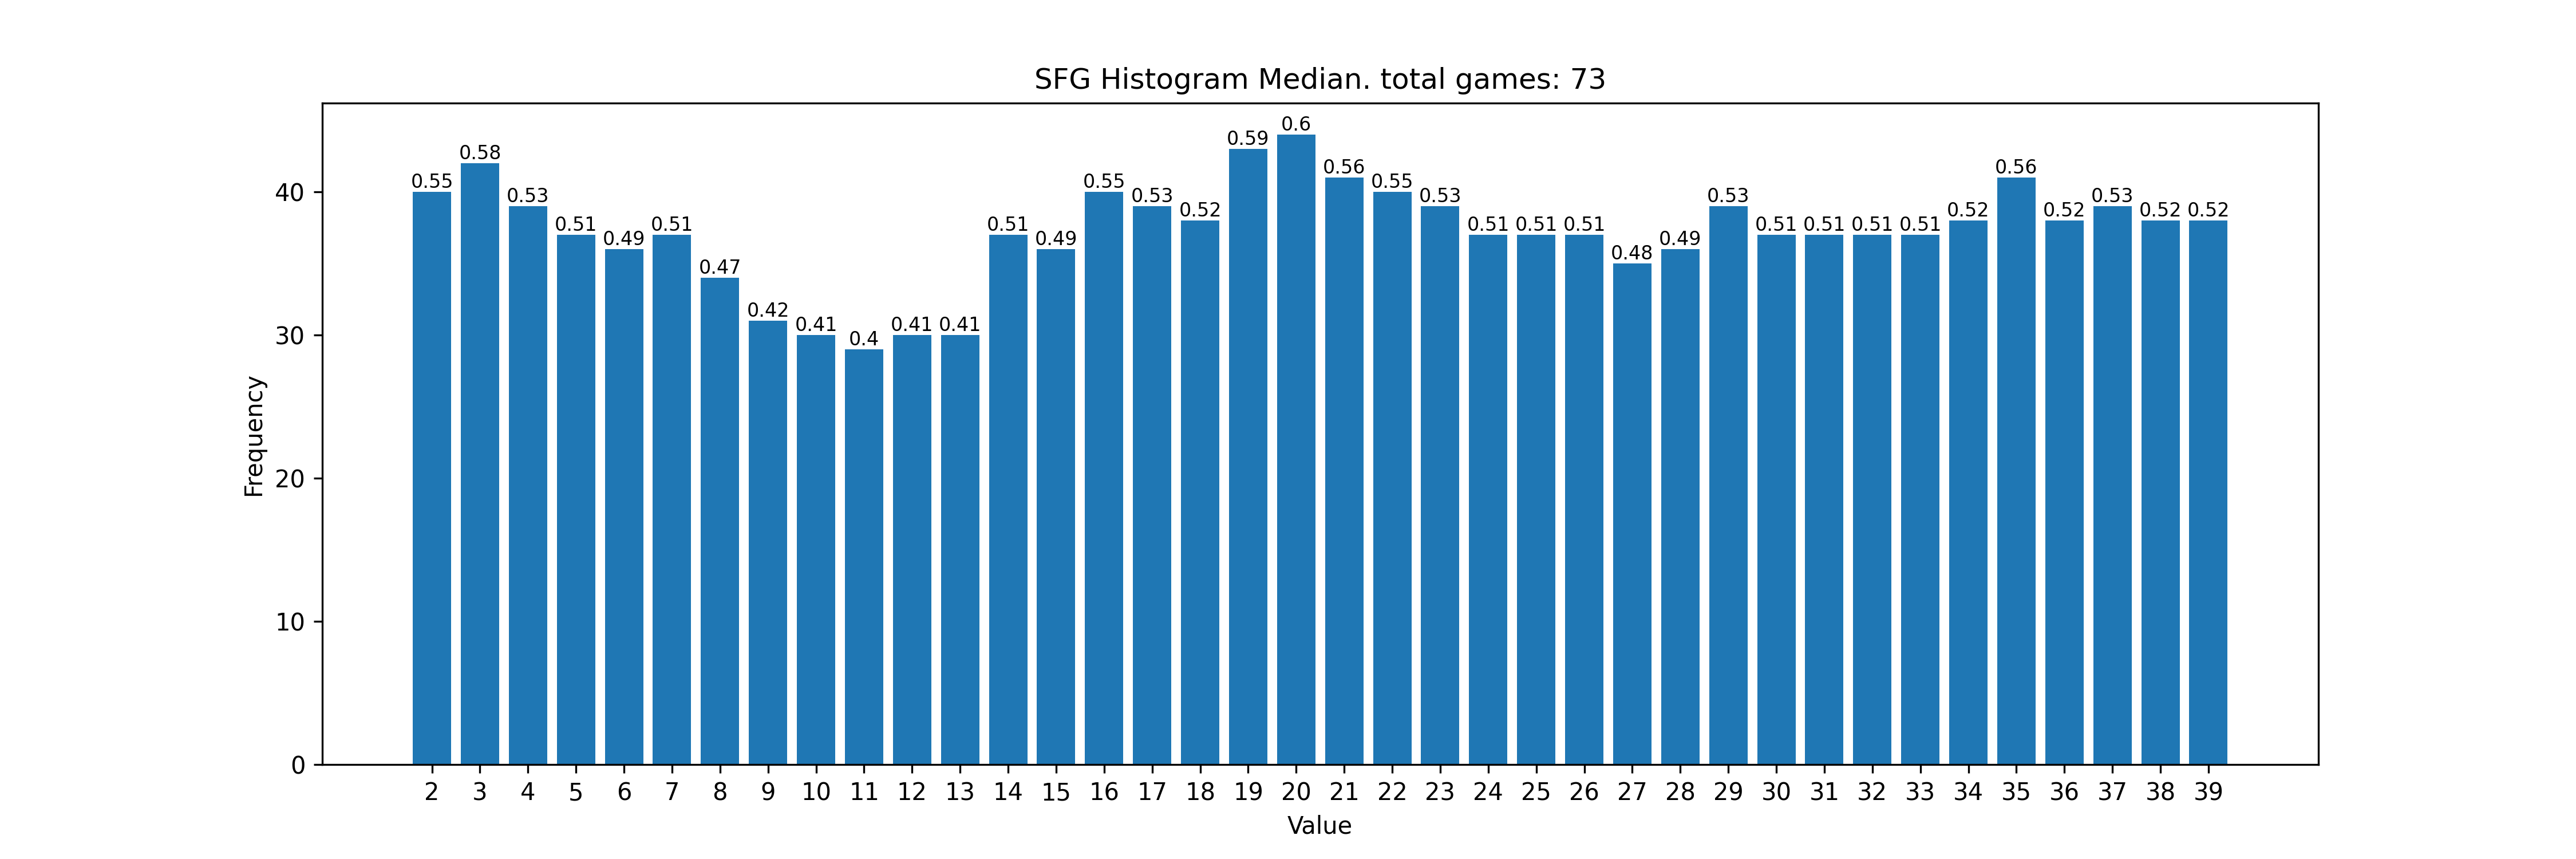 SFG Histogram Median. total games: 73
0.55 0.58 0.53 0.51 0.49 0.51 0.47 0.42 0.41 0.4 0.41 0.41 0.51 0.49 0.55 0.53 0.52 0.59 0.6 0.56 0.55 0.53 0.51 0.51 0.51 0.48 0.49 0.53 0.51 0.51 0.51 0.51 0.52 0.56 0.52 0.53 0.52 0.52
40
30
20
10
0
Frequency
2 3 4 5 6 7 8 9 10 11 12 13 14 15 16 17 18 19 20 21 22 23 24 25 26 27 28 29 30 31 32 33 34 35 36 37 38 39
Value